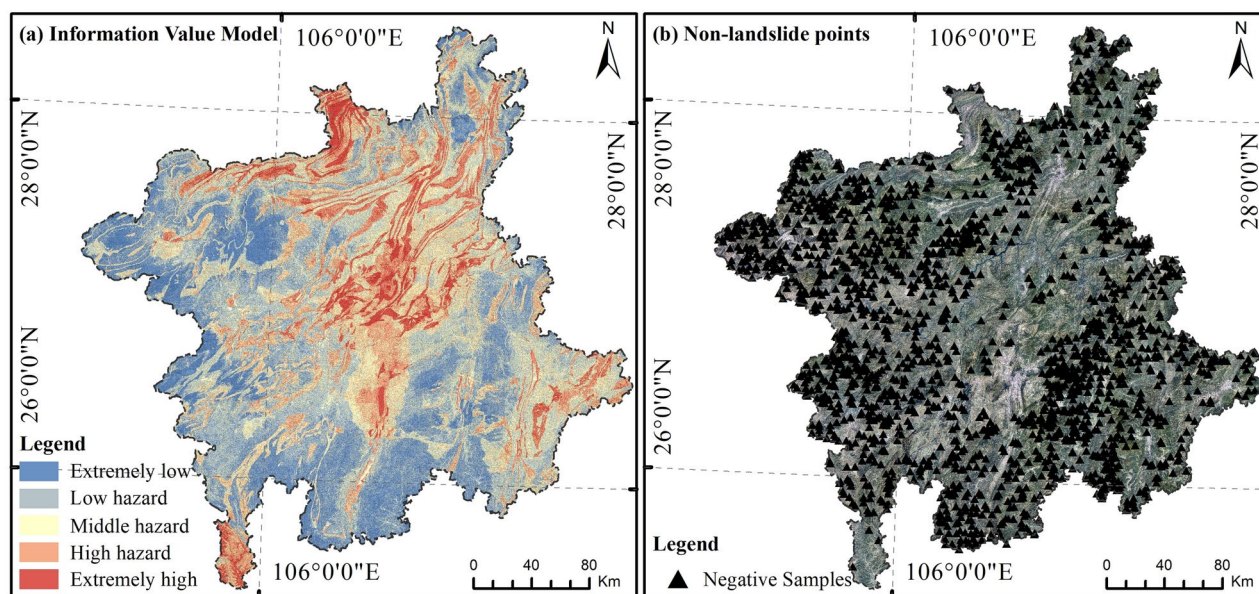 (a) Information Value Model
106°0'0"E
N
28°0'0"N
28°0'0"N
26°0'0"N
Legend
Extremely low
Low hazard
Middle hazard
High hazard
Extremely high
106°0'0"E
0 40 80
Km
(b) Non-landslide points
106°0'0"E
N
28°0'0"N
28°0'0"N
26°0'0"N
Legend
Negative Samples
106°0'0"E
0 40 80
Km